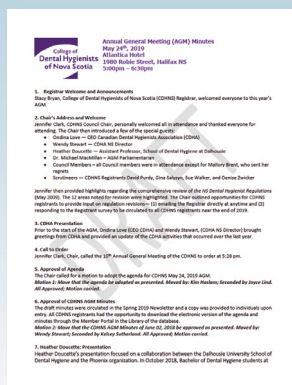 College of
Dental Hygienists
of Nova Scotia
Annual General Meeting (AGM) Minutes
May 24th, 2019
Atlantica Hotel
1980 Robie Street, Halifax NS
5:00pm – 6:30pm
1. Registrar Welcome and Announcements
Stacy Bryan, College of Dental Hygienists of Nova Scotia (CDHNS) Registrar, welcomed everyone to this year's
AGM.
2. Chair's Address and Welcome
Jennifer Clark, CDHNS Council Chair, personally welcomed all in attendance and thanked everyone for
attending. The Chair then introduced a few of the special guests:
• Ondina Love — CEO Canadian Dental Hygienists Association (CDHA)
• Wendy Stewart — CDHA NS Director
• Heather Doucette — Assistant Professor, School of Dental Hygiene at Dalhousie
• Dr. Michael MacMillan – AGM Parliamentarian
• Council Members – all Council members were in attendance except for Mallory Brent, who sent her
regrets
• Scrutineers — CDHNS Registrants David Purdy, Gina Sulzyn, Sue Walker, and Denise Zwicker
Jennifer then provided highlights regarding the comprehensive review of the NS Dental Hygienists Regulations
(May 2009). The 12 areas noted for revision were highlighted. The Chair outlined opportunities for CDHNS
registrants to provide input on regulation revisions— (1) emailing the Registrar directly at anytime and (2)
responding to the Registrant survey to be circulated to all CDHNS registrants near the end of 2019.
3. CDHA Presentation
Prior to the start of the AGM, Ondina Love (CEO CDHA) and Wendy Stewart, (CDHA NS Director) brought
greetings from CDHA and provided an update of the CDHA activities that occurred over the last year.
4. Call to Order
Jennifer Clark, Chair, called the 10th Annual General Meeting of the CDHNS to order at 5:28 pm.
5. Approval of Agenda
The Chair called for a motion to adopt the agenda for CDHNS May 24, 2019 AGM.
Motion 1: Move that the agenda be adopted as presented. Moved by: Kim Haslam; Seconded by Joyce Lind.
All Approved; Motion carried.
6. Approval of CDHNS AGM Minutes
The draft minutes were circulated in the Spring 2019 Newsletter and a copy was provided to individuals upon
entry. All CDHNS registrants had the opportunity to download the electronic version of the agenda and
minutes through the Member Portal in the Library of the database.
Motion 2: Move that the CDHNS AGM Minutes of June 02, 2018 be approved as presented. Moved by:
Wendy Stewart; Seconded by Kelsey Sutherland. All Approved; Motion carried.
7. Heather Doucette: Presentation
Heather Doucette's presentation focused on a collaboration between the Dalhousie University School of
Dental Hygiene and the Phoenix organization. In October 2018, Bachelor of Dental Hygiene students at
DRAFT